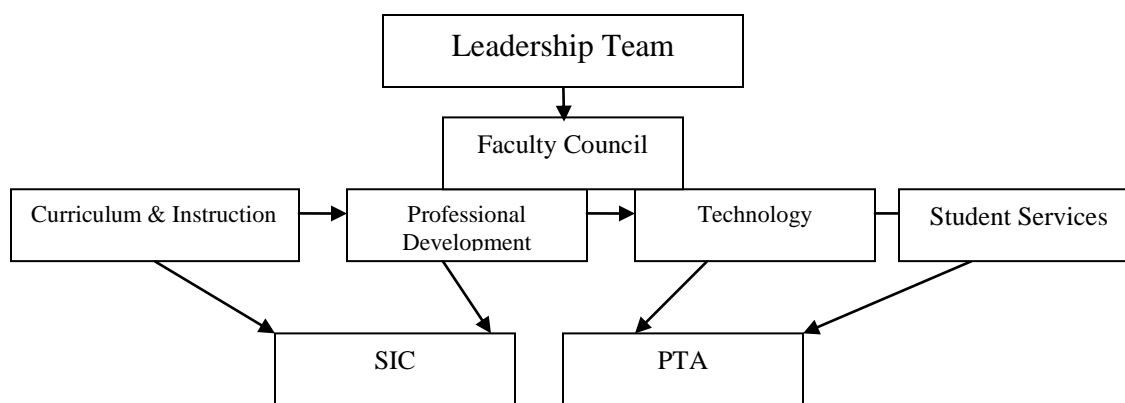 Leadership Team
Faculty Council
Curriculum & Instruction
Professional
Development
Technology
Student Services
SIC
PTA